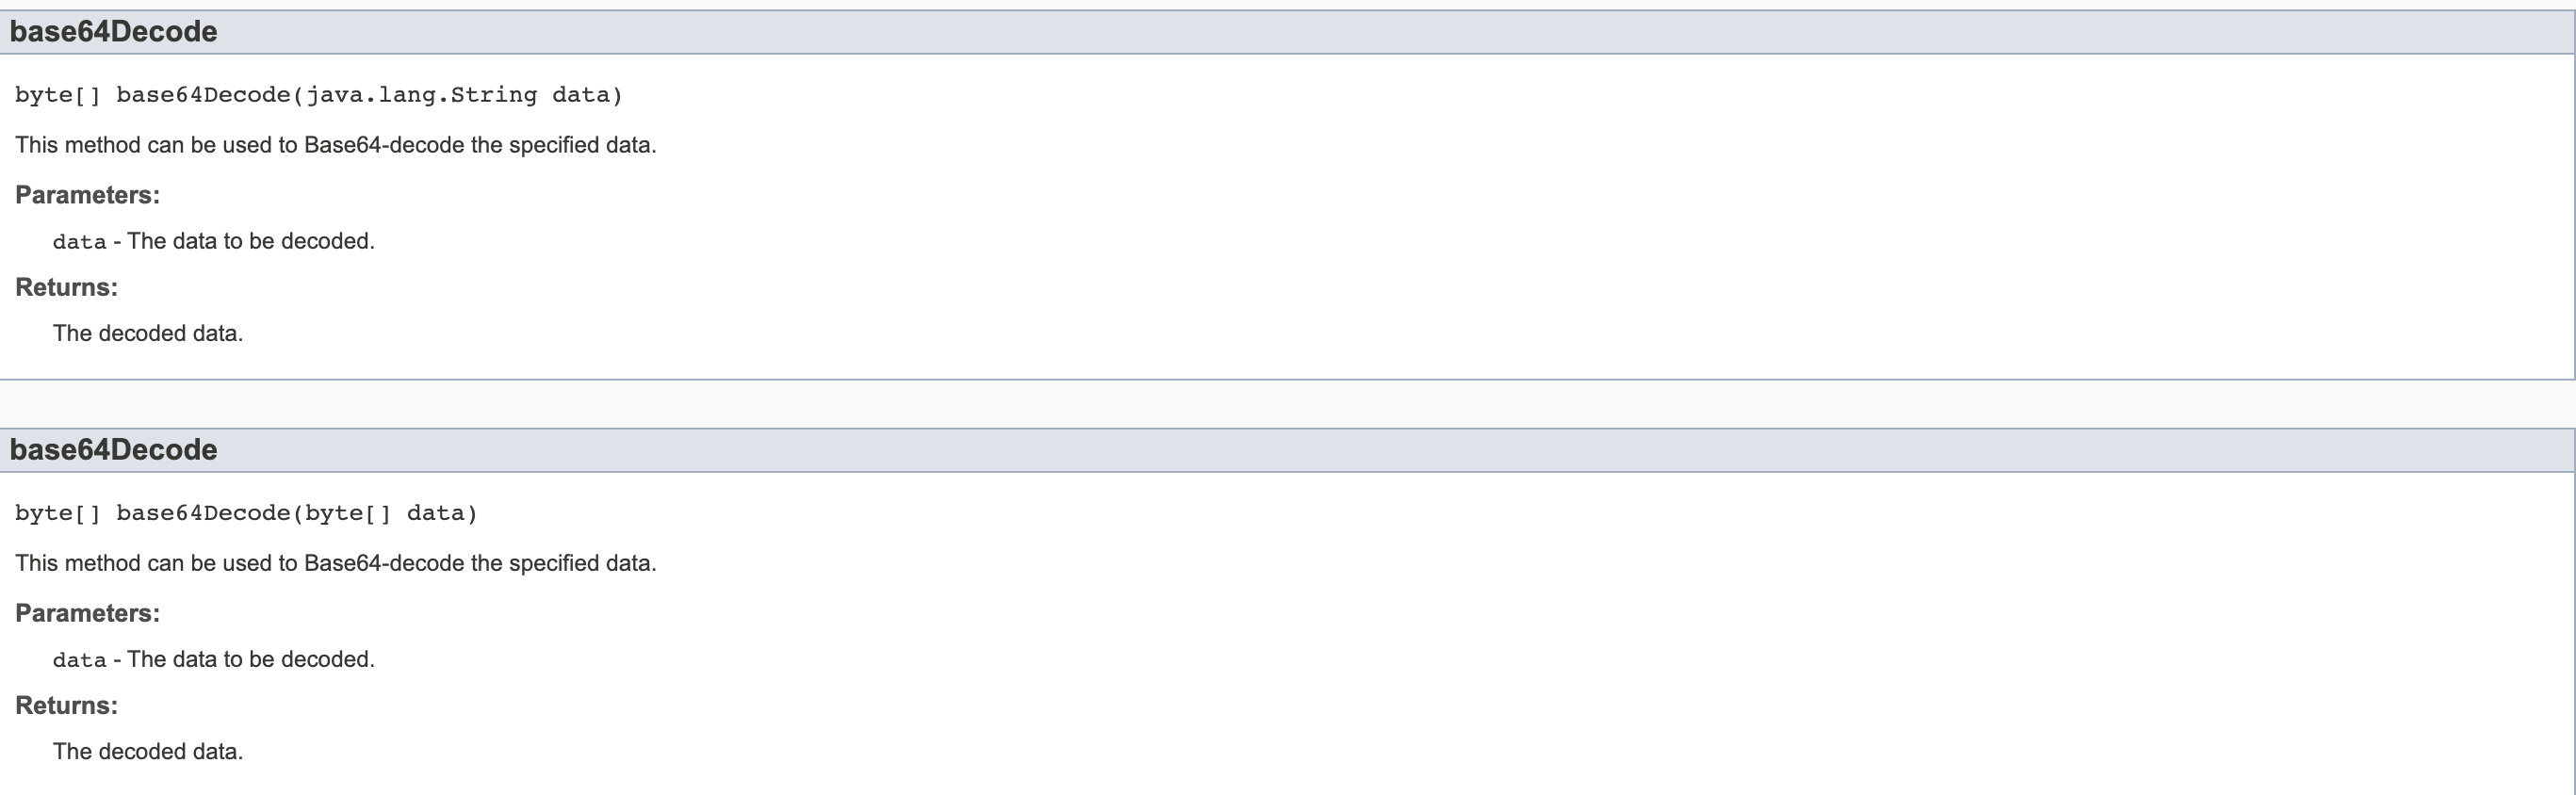 base64Decode
byte[] base64Decode(java.lang.String data)
This method can be used to Base64-decode the specified data.
Parameters:
data - The data to be decoded.
Returns:
The decoded data.
base64Decode
byte[] base64Decode(byte[] data)
This method can be used to Base64-decode the specified data.
Parameters:
data - The data to be decoded.
Returns:
The decoded data.